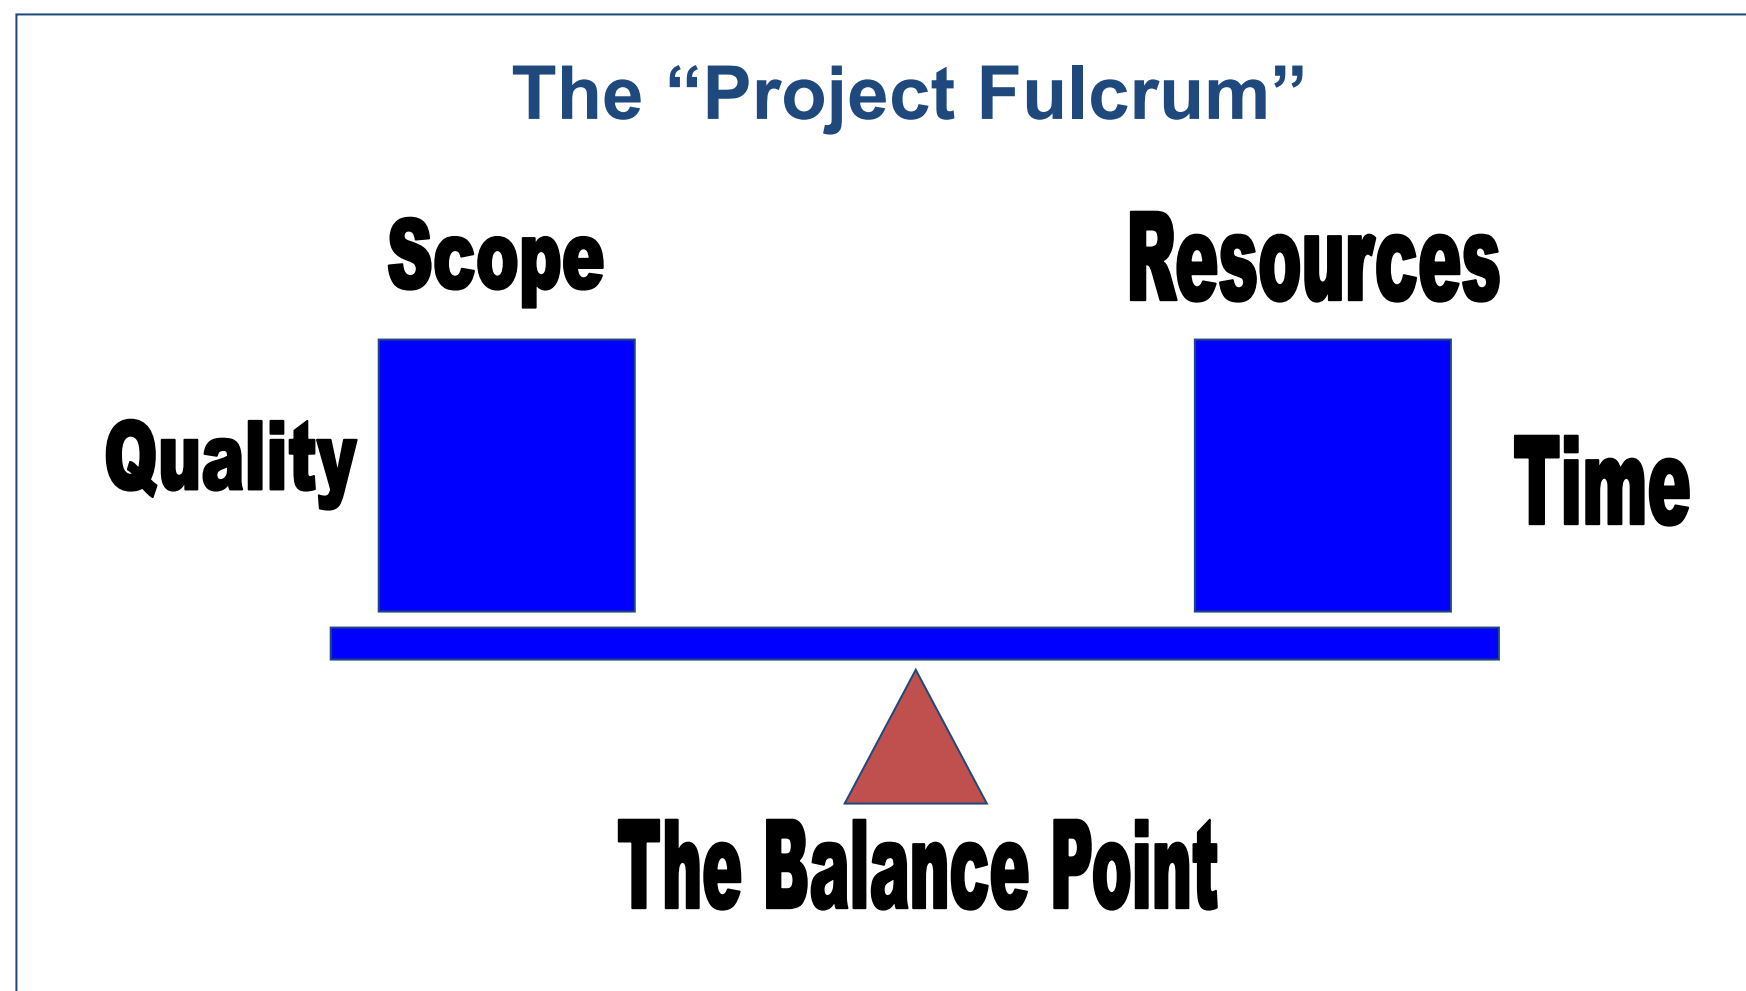 The “Project Fulcrum”
Scope
Resources
Quality
Time
The Balance Point